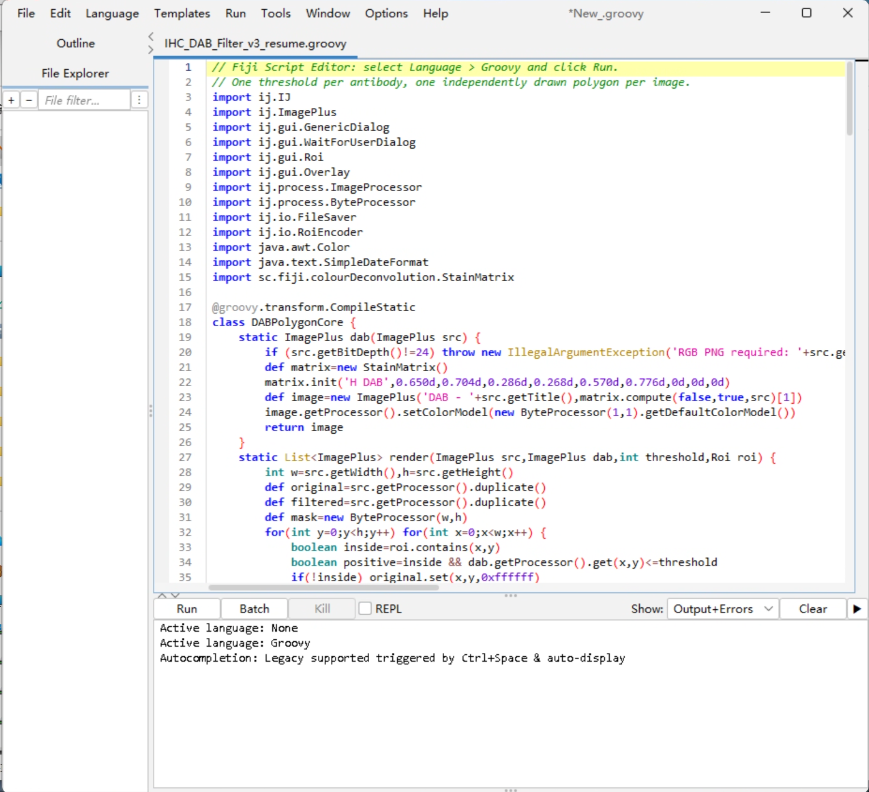 File Edit Language Templates Run Tools Window Options Help *New_.groovy
Outline
File Explorer
+ - File filter...
IHC_DAB_Filter_v3_resume.groovy
1 // Fiji Script Editor: select Language > Groovy and click Run.
2 // One threshold per antibody, one independently drawn polygon per image.
3 import ij.IJ
4 import ij.ImagePlus
5 import ij.gui.GenericDialog
6 import ij.gui.WaitForUserDialog
7 import ij.gui.Roi
8 import ij.gui.Overlay
9 import ij.process.ImageProcessor
10 import ij.process.ByteProcessor
11 import ij.io.FileSaver
12 import ij.io.RoiEncoder
13 import java.awt.Color
14 import java.text.SimpleDateFormat
15 import sc.fiji.colourDeconvolution.StainMatrix
16
17 @groovy.transform.CompileStatic
18 class DABPolygonCore {
19 static ImagePlus dab(ImagePlus src) {
20 if (src.getBitDepth()!=24) throw new IllegalArgumentException('RGB PNG required: '+src.ge
21 def matrix=new StainMatrix()
22 matrix.init('H DAB',0.650d,0.704d,0.286d,0.268d,0.570d,0.776d,0d,0d,0d)
23 def image=new ImagePlus('DAB - '+src.getTitle(),matrix.compute(false,true,src)[1])
24 image.getProcessor().setColorModel(new ByteProcessor(1,1).getDefaultColorModel())
25 return image
26 }
27 static List<ImagePlus> render(ImagePlus src,ImagePlus dab,int threshold,Roi roi) {
28 int w=src.getWidth(),h=src.getHeight()
29 def original=src.getProcessor().duplicate()
30 def filtered=src.getProcessor().duplicate()
31 def mask=new ByteProcessor(w,h)
32 for(int y=0;y<h;y++) for(int x=0;x<w;x++) {
33 boolean inside=roi.contains(x,y)
34 boolean positive=inside && dab.getProcessor().get(x,y)<=threshold
35 if(!inside) original.set(x,y,0xffffff)
Run Batch Kill REPL Show: Output+Errors Clear
Active language: None
Active language: Groovy
Autocompletion: Legacy supported triggered by Ctrl+Space & auto-display